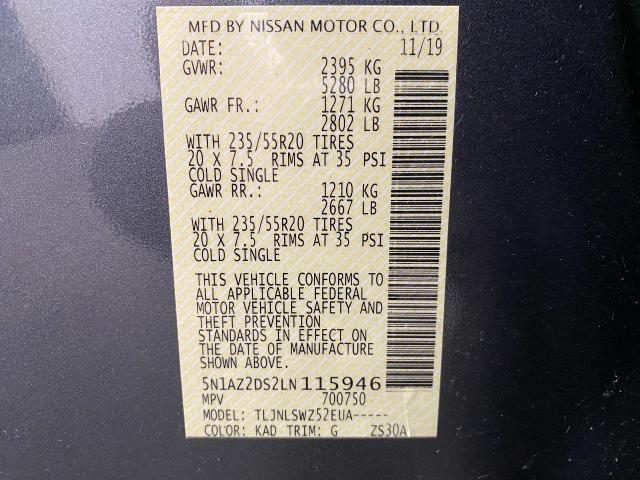 MFD BY NISSAN MOTOR CO., LTD.
DATE: 11/19
GVWR: 2395 KG
5280 LB
GAWR FR.: 1271 KG
2802 LB
WITH 235/55R20 TIRES
20 X 7.5 RIMS AT 35 PSI
COLD SINGLE
GAWR RR.: 1210 KG
2667 LB
WITH 235/55R20 TIRES
20 X 7.5 RIMS AT 35 PSI
COLD SINGLE
THIS VEHICLE CONFORMS TO
ALL APPLICABLE FEDERAL
MOTOR VEHICLE SAFETY AND
THEFT PREVENTION
STANDARDS IN EFFECT ON
THE DATE OF MANUFACTURE
SHOWN ABOVE.
5N1AZ2DS2LN115946
MPV 700750
MODEL: TLJNLSWZ52EUA-----
COLOR: KAD TRIM: G ZS30A